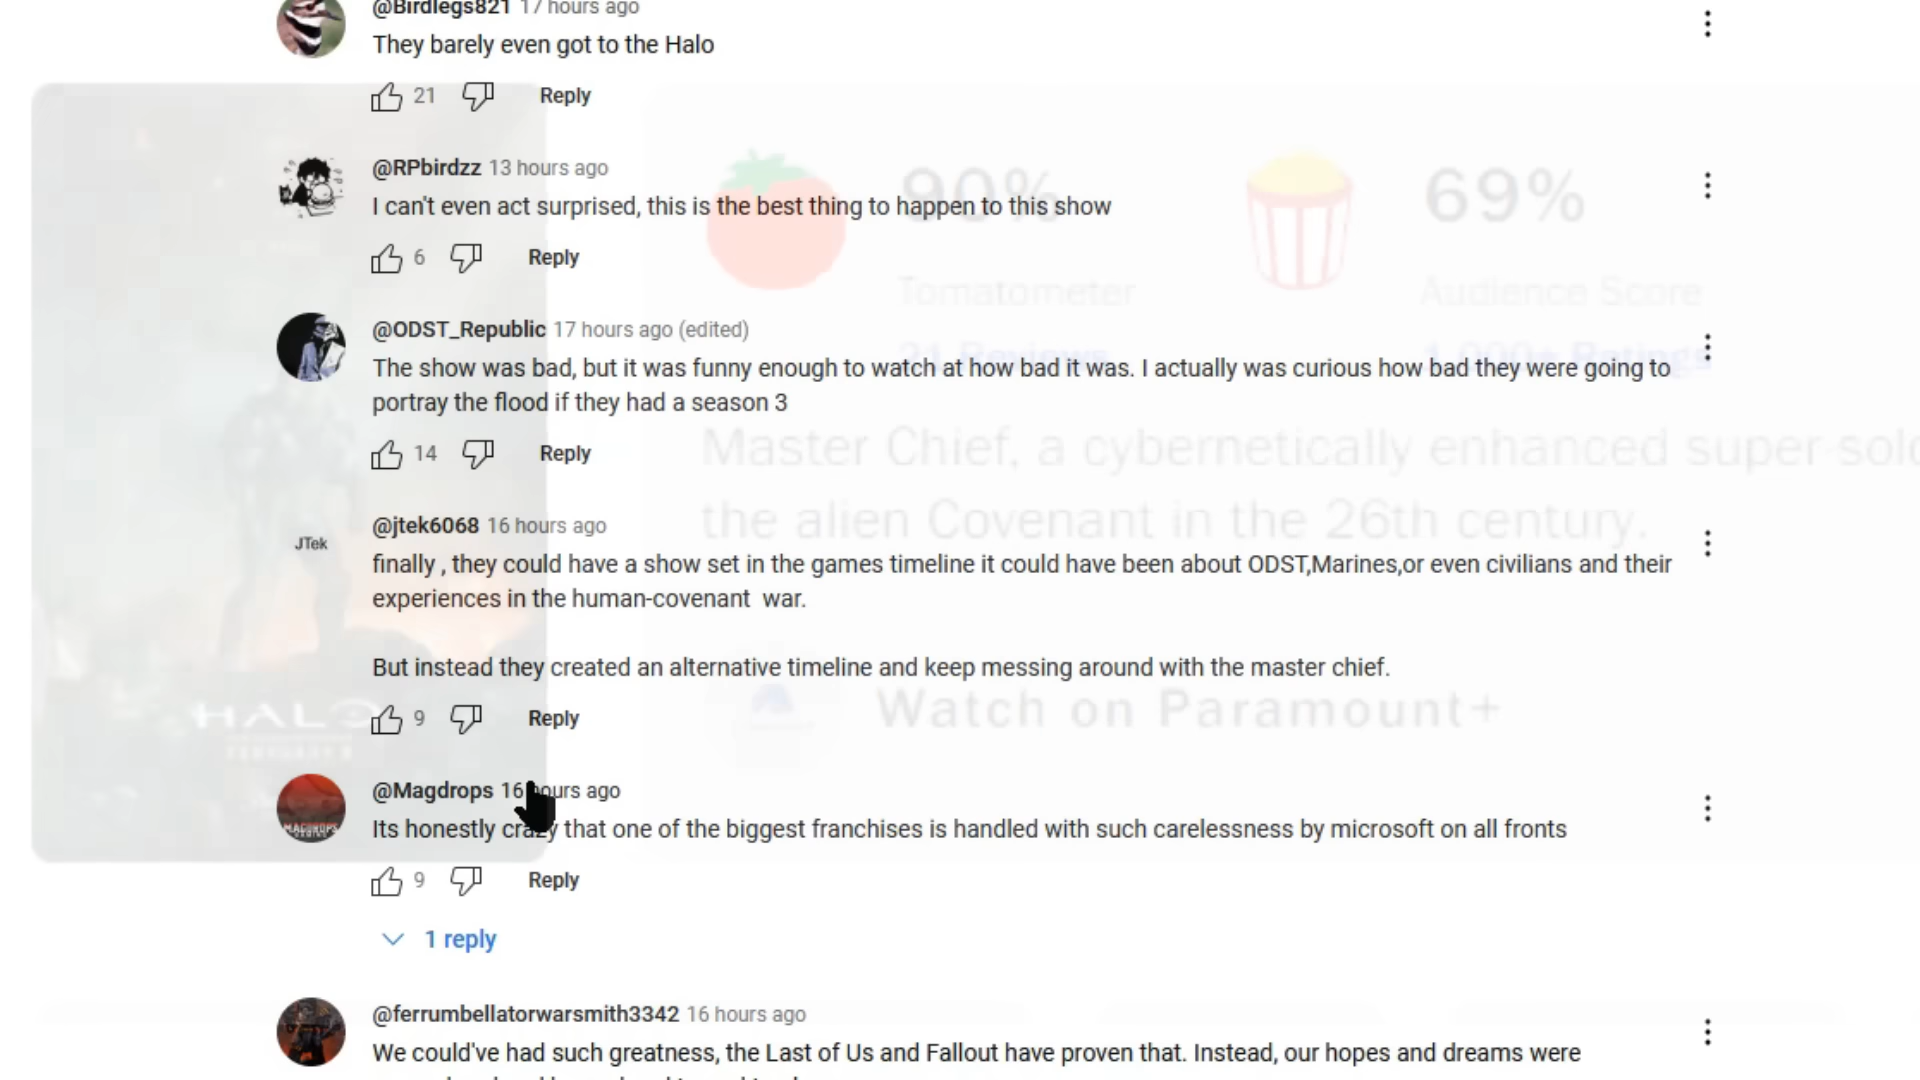 @Birdlegs821 17 hours ago
They barely even got to the Halo
21 Reply
@RPbirdzz 13 hours ago
I can't even act surprised, this is the best thing to happen to this show
6 Reply
90%
69%
Tomatometer
Audience Score
21 Reviews
1,000+ Ratings
@ODST_Republic 17 hours ago (edited)
The show was bad, but it was funny enough to watch at how bad it was. I actually was curious how bad they were going to
portray the flood if they had a season 3
14 Reply
Master Chief, a cybernetically enhanced super-sol
the alien Covenant in the 26th century.
JTek
@jtek6068 16 hours ago
finally , they could have a show set in the games timeline it could have been about ODST,Marines,or even civilians and their
experiences in the human-covenant war.
But instead they created an alternative timeline and keep messing around with the master chief.
9 Reply
HALO
FEBRUARY 8
Watch on Paramount+
MAGDROPS
@Magdrops 16 hours ago
Its honestly crazy that one of the biggest franchises is handled with such carelessness by microsoft on all fronts
9 Reply
1 reply
@ferrumbellatorwarsmith3342 16 hours ago
We could've had such greatness, the Last of Us and Fallout have proven that. Instead, our hopes and dreams were